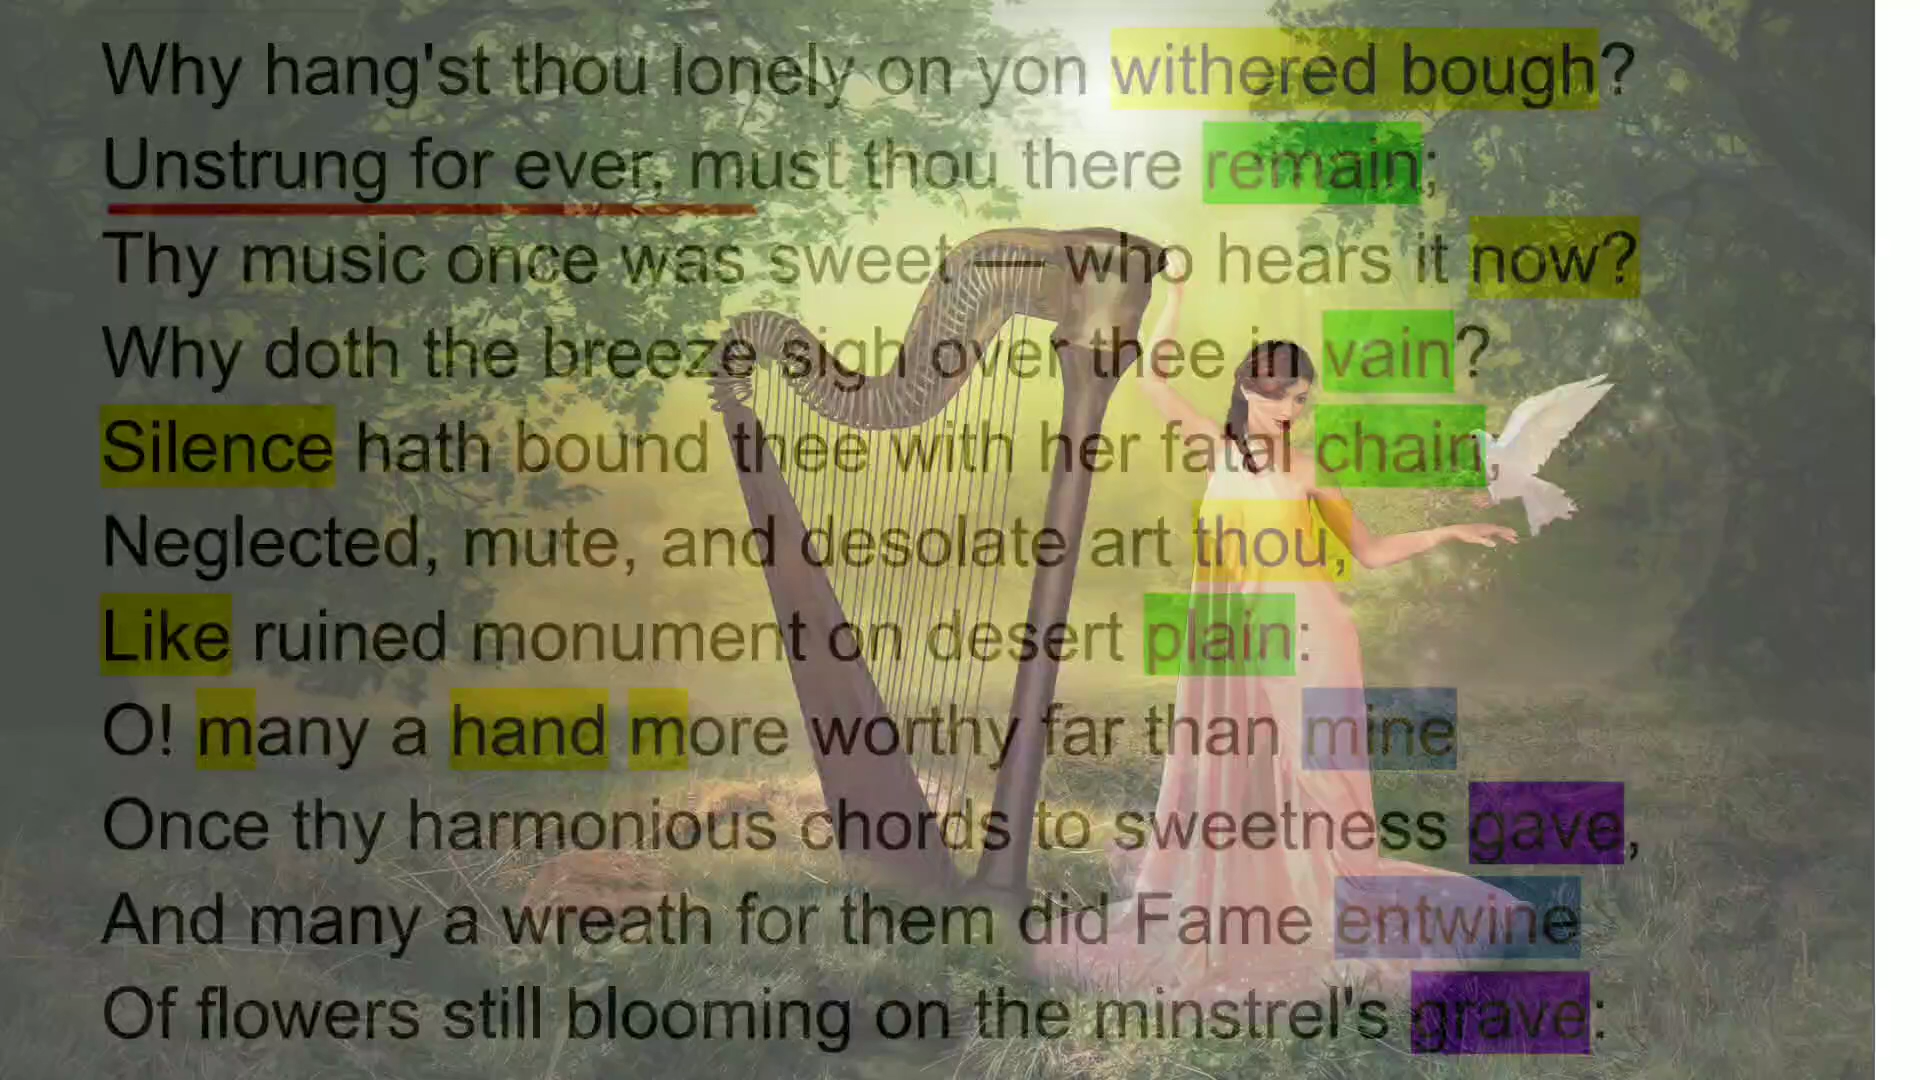 Why hang'st thou lonely on yon withered bough?
Unstrung for ever, must thou there remain;
Thy music once was sweet — who hears it now?
Why doth the breeze sigh over thee in vain?
Silence hath bound thee with her fatal chain,
Neglected, mute, and desolate art thou,
Like ruined monument on desert plain:
O! many a hand more worthy far than mine
Once thy harmonious chords to sweetness gave,
And many a wreath for them did Fame entwine
Of flowers still blooming on the minstrel's grave: